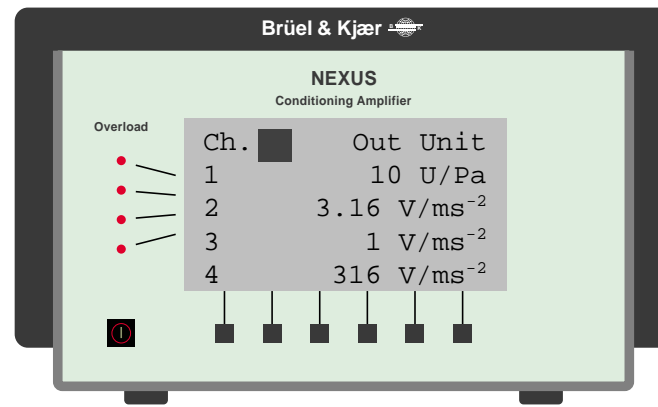 Brüel & Kjær
NEXUS
Conditioning Amplifier
Overload
Ch. Out Unit
1 10 U/Pa
2 3.16 V/ms⁻²
3 1 V/ms⁻²
4 316 V/ms⁻²